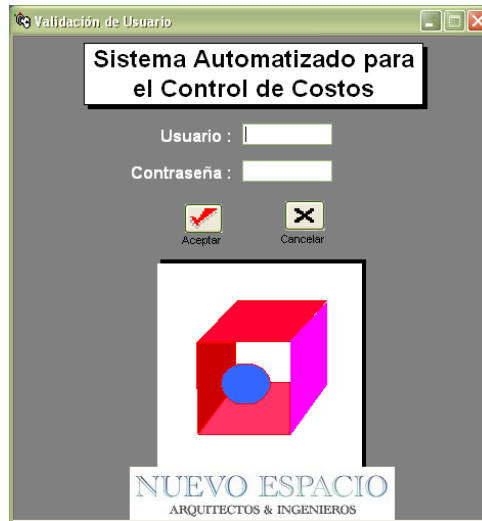 Validación de Usuario
Sistema Automatizado para
el Control de Costos
Usuario :
Contraseña :
Aceptar
Cancelar
NUEVO ESPACIO
ARQUITECTOS & INGENIEROS